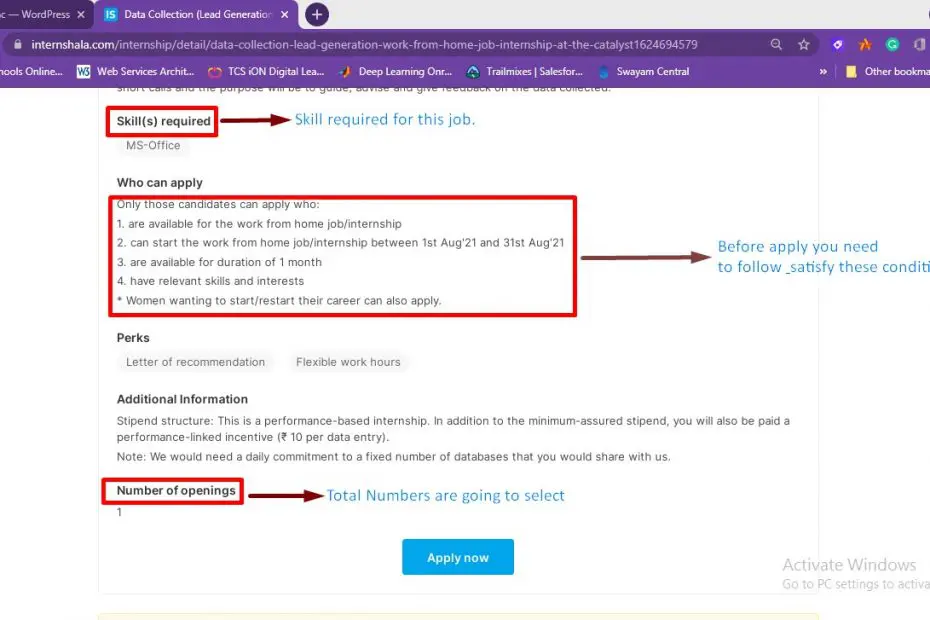 c — WordPress
IS Data Collection (Lead Generation
internshala.com/internship/detail/data-collection-lead-generation-work-from-home-job-internship-at-the-catalyst1624694579
hools Online... W3 Web Services Archit... TCS iON Digital Lea... Deep Learning Onr... Trailmixes | Salesfor... Swayam Central » Other bookma
short calls and the purpose will be to guide, advise and give feedback on the data collected.
Skill(s) required
Skill required for this job.
MS-Office
Who can apply
Only those candidates can apply who:
1. are available for the work from home job/internship
2. can start the work from home job/internship between 1st Aug'21 and 31st Aug'21
3. are available for duration of 1 month
4. have relevant skills and interests
* Women wanting to start/restart their career can also apply.
Before apply you need
to follow _satisfy these conditi
Perks
Letter of recommendation Flexible work hours
Additional Information
Stipend structure: This is a performance-based internship. In addition to the minimum-assured stipend, you will also be paid a
performance-linked incentive (₹ 10 per data entry).
Note: We would need a daily commitment to a fixed number of databases that you would share with us.
Number of openings
Total Numbers are going to select
1
Apply now
Activate Windows
Go to PC settings to activa